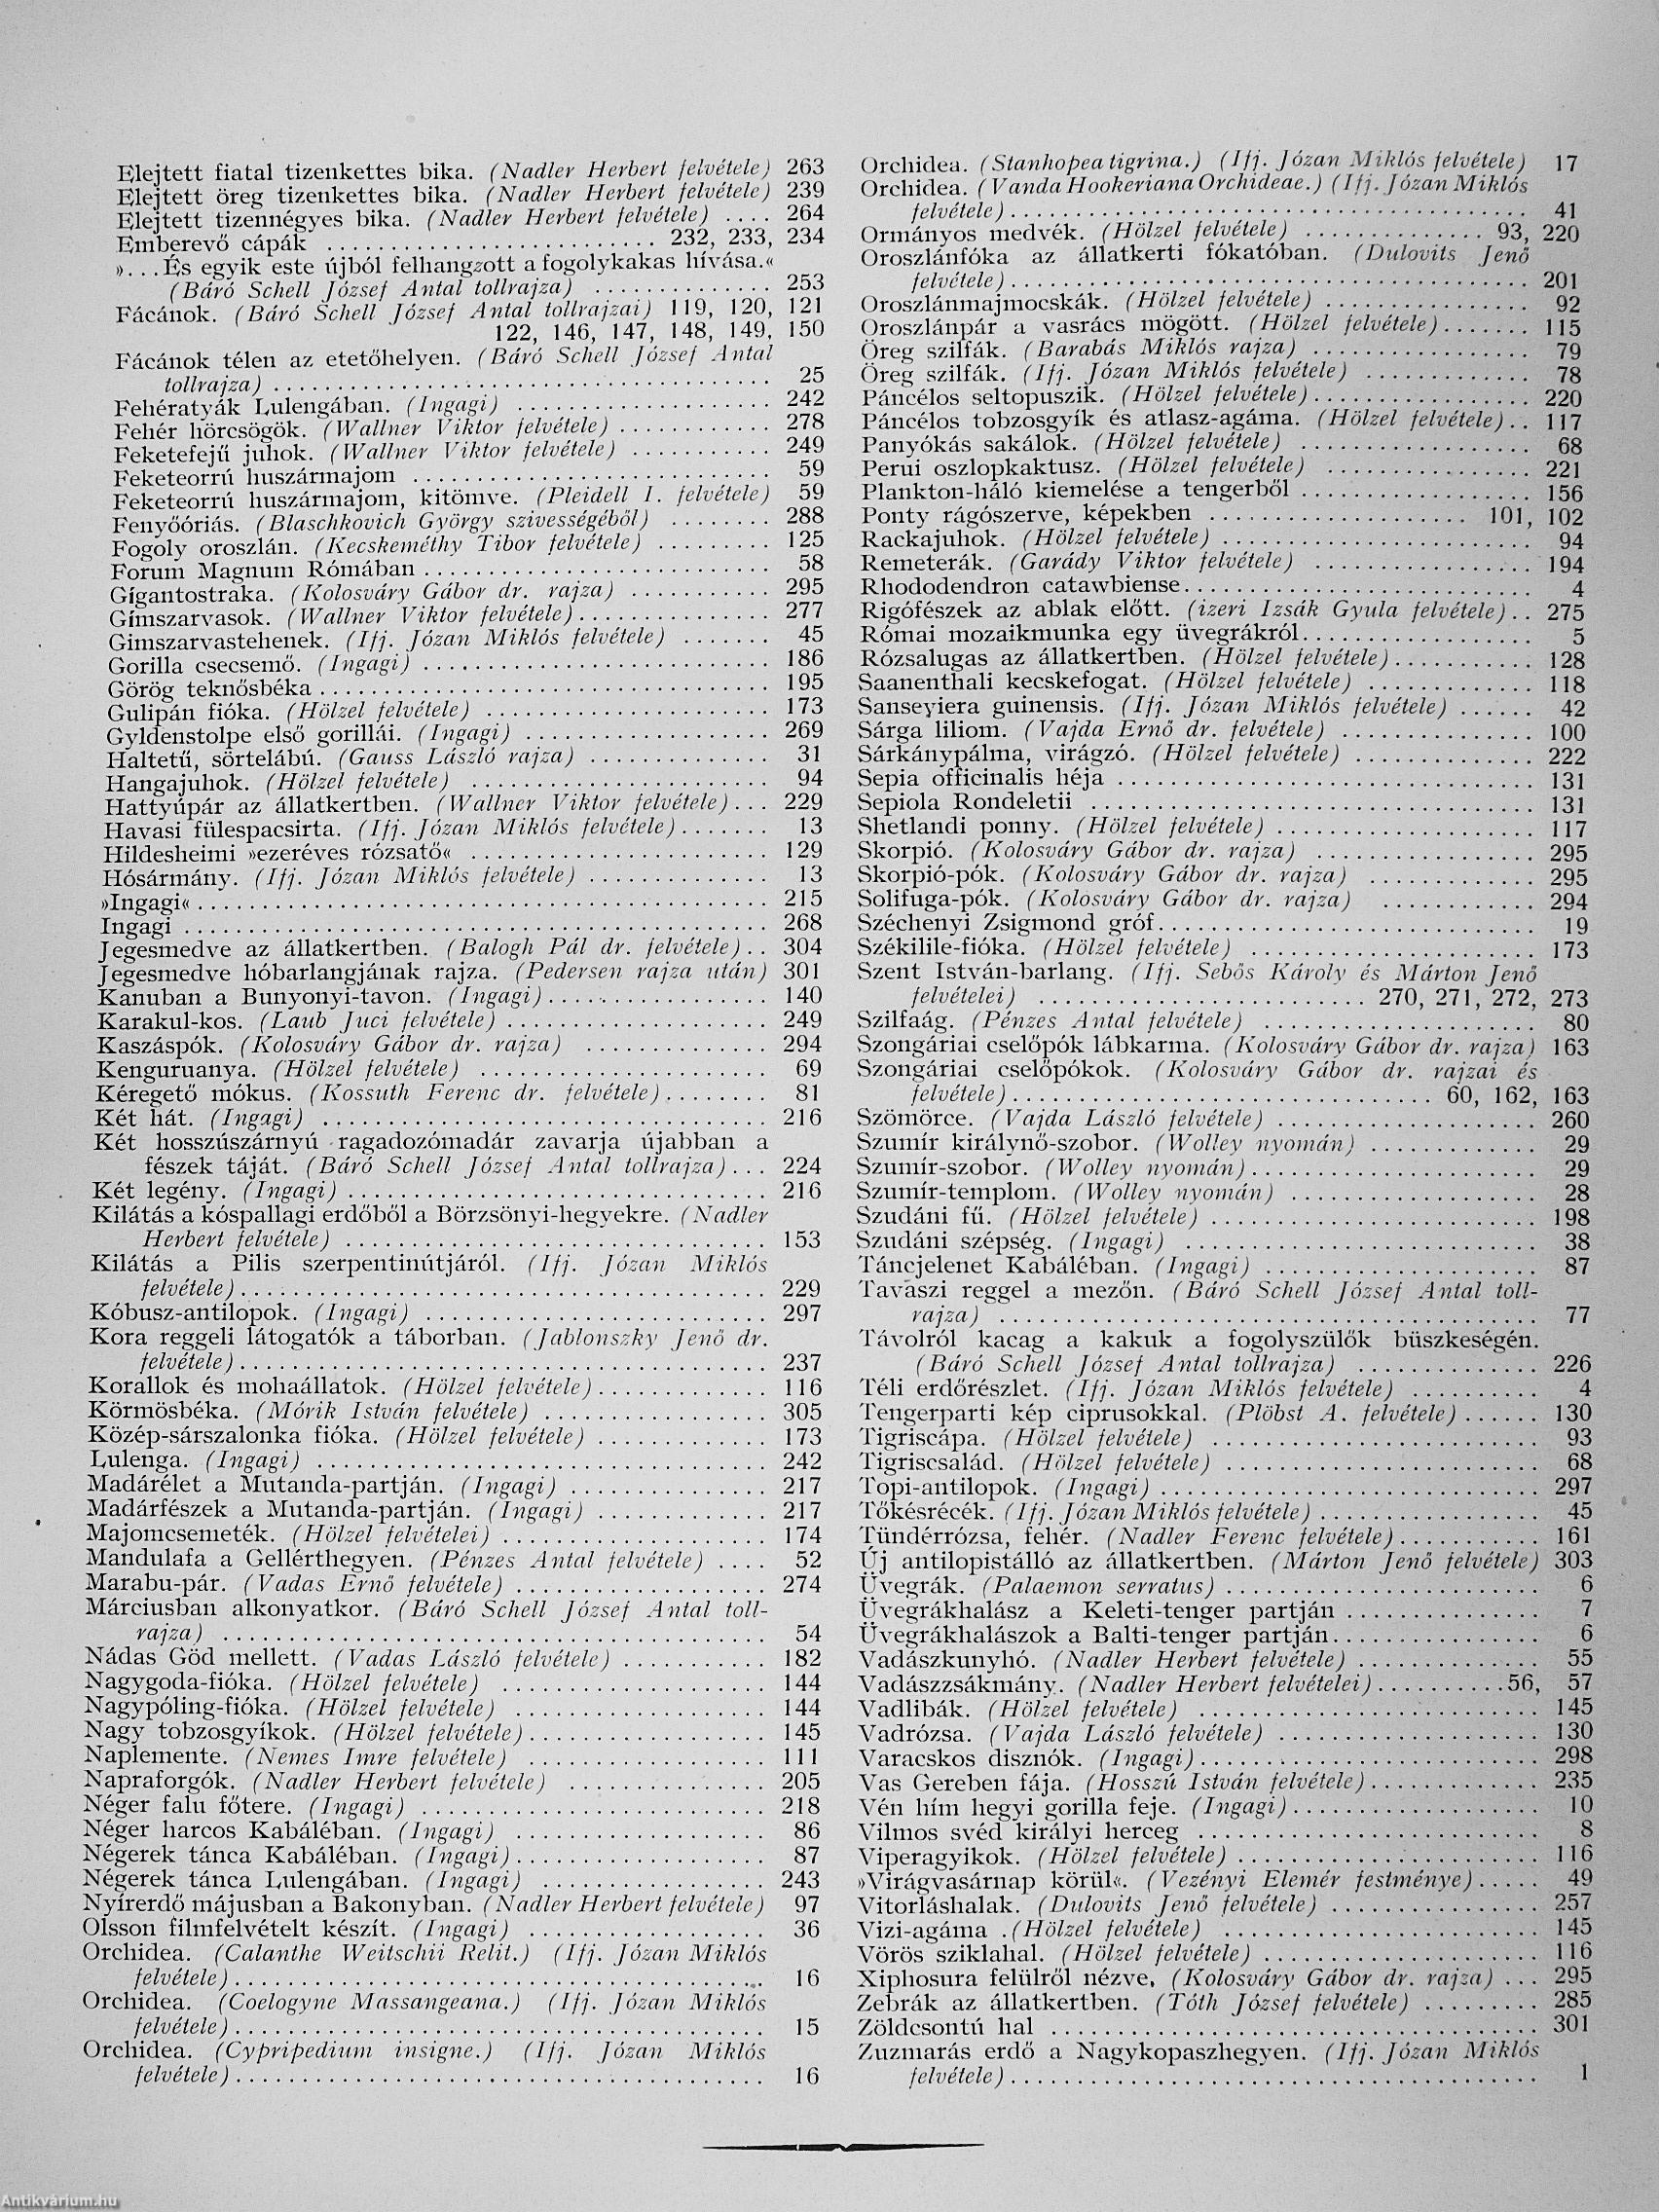 Elejtett fiatal tizenkettes bika. (Nadler Herbert felvétele) 263
Elejtett öreg tizenkettes bika. (Nadler Herbert felvétele) 239
Elejtett tizennégyes bika. (Nadler Herbert felvétele) .... 264
Emberevő cápák .......................... 232, 233, 234
»...És egyik este újból felhangzott a fogolykakas hívása.«
(Báró Schell József Antal tollrajza) ................ 253
Fácánok. (Báró Schell József Antal tollrajzai) 119, 120, 121
122, 146, 147, 148, 149, 150
Fácánok télen az etetőhelyen. (Báró Schell József Antal
tollrajza) ........................................ 25
Fehératyák Lulengában. (Ingagi) .................... 242
Fehér hörcsögök. (Wallner Viktor felvétele) ............ 278
Feketefejű juhok. (Wallner Viktor felvétele) ........... 249
Feketeorrú huszármajom ............................ 59
Feketeorrú huszármajom, kitömve. (Pleidell I. felvétele) 59
Fenyőóriás. (Blaschkovich György szivességéből) ........ 288
Fogoly oroszlán. (Kecskeméthy Tibor felvétele) ......... 125
Forum Magnum Rómában ........................... 58
Gígantostraka. (Kolosváry Gábor dr. rajza) ........... 295
Gímszarvasok. (Wallner Viktor felvétele) ............... 277
Gimszarvastehenek. (Ifj. Józan Miklós felvétele) ....... 45
Gorilla csecsemő. (Ingagi) ........................... 186
Görög teknősbéka ................................... 195
Gulipán fióka. (Hölzel felvétele) ...................... 173
Gyldenstolpe első gorillái. (Ingagi) ................... 269
Haltetű, sörtelábú. (Gauss László rajza) .............. 31
Hangajuhok. (Hölzel felvétele) ....................... 94
Hattyúpár az állatkertben. (Wallner Viktor felvétele) ... 229
Havasi fülespacsirta. (Ifj. Józan Miklós felvétele) ....... 13
Hildesheimi »ezeréves rózsatő« ....................... 129
Hósármány. (Ifj. Józan Miklós felvétele) .............. 13
»Ingagi« ............................................ 215
Ingagi .............................................. 268
Jegesmedve az állatkertben. (Balogh Pál dr. felvétele) .. 304
Jegesmedve hóbarlangjának rajza. (Pedersen rajza után) 301
Kanuban a Bunyonyi-tavon. (Ingagi) ................. 140
Karakul-kos. (Laub Juci felvétele) .................... 249
Kaszáspók. (Kolosváry Gábor dr. rajza) .............. 294
Kenguruanya. (Hölzel felvétele) ...................... 69
Kéregető mókus. (Kossuth Ferenc dr. felvétele) ........ 81
Két hát. (Ingagi) ................................... 216
Két hosszúszárnyú ragadozómadár zavarja újabban a
fészek táját. (Báró Schell József Antal tollrajza) ... 224
Két legény. (Ingagi) ................................. 216
Kilátás a kóspallagi erdőből a Börzsönyi-hegyekre. (Nadler
Herbert felvétele) ................................. 153
Kilátás a Pilis szerpentinútjáról. (Ifj. Józan Miklós
felvétele) ......................................... 229
Kóbusz-antilopok. (Ingagi) ........................... 297
Kora reggeli látogatók a táborban. (Jablonszky Jenő dr.
felvétele) ......................................... 237
Korallok és mohaállatok. (Hölzel felvétele) ............. 116
Körmösbéka. (Mórik István felvétele) ................. 305
Közép-sárszalonka fióka. (Hölzel felvétele) ............. 173
Lulenga. (Ingagi) ................................... 242
Madárélet a Mutanda-partján. (Ingagi) ............... 217
Madárfészek a Mutanda-partján. (Ingagi) ............. 217
Majomcsemeték. (Hölzel felvételei) ..................... 174
Mandulafa a Gellérthegyen. (Pénzes Antal felvétele) .... 52
Marabu-pár. (Vadas Ernő felvétele) ................... 274
Márciusban alkonyatkor. (Báró Schell József Antal toll-
rajza) ........................................... 54
Nádas Göd mellett. (Vadas László felvétele) ........... 182
Nagygoda-fióka. (Hölzel felvétele) .................... 144
Nagypóling-fióka. (Hölzel felvétele) ................... 144
Nagy tobzosgyíkok. (Hölzel felvétele) .................. 145
Naplemente. (Nemes Imre felvétele) ................... 111
Napraforgók. (Nadler Herbert felvétele) ............... 205
Néger falu főtere. (Ingagi) ........................... 218
Néger harcos Kabáléban. (Ingagi) .................... 86
Négerek tánca Kabáléban. (Ingagi) ................... 87
Négerek tánca Lulengában. (Ingagi) ................. 243
Nyírerdő májusban a Bakonyban. (Nadler Herbert felvétele) 97
Olsson filmfelvételt készít. (Ingagi) ................... 36
Orchidea. (Calanthe Weitschii Relit.) (Ifj. Józan Miklós
felvétele) ......................................... 16
Orchidea. (Coelogyne Massangeana.) (Ifj. Józan Miklós
felvétele) ......................................... 15
Orchidea. (Cypripedium insigne.) (Ifj. Józan Miklós
felvétele) ......................................... 16
Orchidea. (Stanhopea tigrina.) (Ifj. Józan Miklós felvétele) 17
Orchidea. (Vanda Hookeriana Orchideae.) (Ifj. Józan Miklós
felvétele) ........................................ 41
Ormányos medvék. (Hölzel felvétele) .............. 93, 220
Oroszlánfóka az állatkerti fókatóban. (Dulovits Jenő
felvétele) ........................................ 201
Oroszlánmajmocskák. (Hölzel felvétele) ................ 92
Oroszlánpár a vasrács mögött. (Hölzel felvétele) ....... 115
Öreg szilfák. (Barabás Miklós rajza) ................. 79
Öreg szilfák. (Ifj. Józan Miklós felvétele) ............. 78
Páncélos seltopuszik. (Hölzel felvétele) ................. 220
Páncélos tobzosgyík és atlasz-agáma. (Hölzel felvétele) .. 117
Panyókás sakálok. (Hölzel felvétele) .................. 68
Perui oszlopkaktusz. (Hölzel felvétele) ................ 221
Plankton-háló kiemelése a tengerből .................. 156
Ponty rágószerve, képekben .................... 101, 102
Rackajuhok. (Hölzel felvétele) ........................ 94
Remeterák. (Garády Viktor felvétele) ................. 194
Rhododendron catawbiense ........................... 4
Rigófészek az ablak előtt. (izeri Izsák Gyula felvétele) .. 275
Római mozaikmunka egy üvegrákról .................. 5
Rózsalugas az állatkertben. (Hölzel felvétele) ........... 128
Saanenthali kecskefogat. (Hölzel felvétele) ............. 118
Sanseyiera guinensis. (Ifj. Józan Miklós felvétele) ...... 42
Sárga liliom. (Vajda Ernő dr. felvétele) ............... 100
Sárkánypálma, virágzó. (Hölzel felvétele) .............. 222
Sepia officinalis héja ................................ 131
Sepiola Rondeletii .................................. 131
Shetlandi ponny. (Hölzel felvétele) .................... 117
Skorpió. (Kolosváry Gábor dr. rajza) ................. 295
Skorpió-pók. (Kolosváry Gábor dr. rajza) ............. 295
Solifuga-pók. (Kolosváry Gábor dr. rajza) ............ 294
Széchenyi Zsigmond gróf ............................. 19
Székilile-fióka. (Hölzel felvétele) ....................... 173
Szent István-barlang. (Ifj. Sebős Károly és Márton Jenő
felvételei) .......................... 270, 271, 272, 273
Szilfaág. (Pénzes Antal felvétele) ..................... 80
Szongáriai cselőpók lábkarma. (Kolosváry Gábor dr. rajza) 163
Szongáriai cselőpókok. (Kolosváry Gábor dr. rajzai és
felvétele) ................................ 60, 162, 163
Szömörce. (Vajda László felvétele) .................... 260
Szumír királynő-szobor. (Wolley nyomán) ............. 29
Szumír-szobor. (Wolley nyomán) ...................... 29
Szumír-templom. (Wolley nyomán) ................... 28
Szudáni fű. (Hölzel felvétele) ......................... 198
Szudáni szépség. (Ingagi) ........................... 38
Táncjelenet Kabáléban. (Ingagi) ..................... 87
Tavaszi reggel a mezőn. (Báró Schell József Antal toll-
rajza) .......................................... 77
Távolról kacag a kakuk a fogolyszülők büszkeségén.
(Báró Schell József Antal tollrajza) .............. 226
Téli erdőrészlet. (Ifj. Józan Miklós felvétele) .......... 4
Tengerparti kép ciprusokkal. (Plöbst A. felvétele) ...... 130
Tigriscápa. (Hölzel felvétele) ......................... 93
Tigriscsalád. (Hölzel felvétele) ........................ 68
Topi-antilopok. (Ingagi) ............................. 297
Tőkésrécék. (Ifj. Józan Miklós felvétele) ................ 45
Tündérrózsa, fehér. (Nadler Ferenc felvétele) ........... 161
Új antilopistálló az állatkertben. (Márton Jenő felvétele) 303
Üvegrák. (Palaemon serratus) ........................ 6
Üvegrákhalász a Keleti-tenger partján ............... 7
Üvegrákhalászok a Balti-tenger partján ................ 6
Vadászkunyhó. (Nadler Herbert felvétele) .............. 55
Vadászzsákmány. (Nadler Herbert felvételei) .......... 56, 57
Vadlibák. (Hölzel felvétele) .......................... 145
Vadrózsa. (Vajda László felvétele) .................... 130
Varacskos disznók. (Ingagi) .......................... 298
Vas Gereben fája. (Hosszú István felvétele) ............. 235
Vén hím hegyi gorilla feje. (Ingagi) ................... 10
Vilmos svéd királyi herceg .......................... 8
Viperagyikok. (Hölzel felvétele) ....................... 116
»Virágvasárnap körül«. (Vezényi Elemér festménye) ..... 49
Vitorláshalak. (Dulovits Jenő felvétele) ................ 257
Vizi-agáma .(Hölzel felvétele) ........................ 145
Vörös sziklahal. (Hölzel felvétele) ..................... 116
Xiphosura felülről nézve, (Kolosváry Gábor dr. rajza) ... 295
Zebrák az állatkertben. (Tóth József felvétele) ......... 285
Zöldcsontú hal ..................................... 301
Zuzmarás erdő a Nagykopaszhegyen. (Ifj. Józan Miklós
felvétele) ........................................ 1
Antikvárium.hu